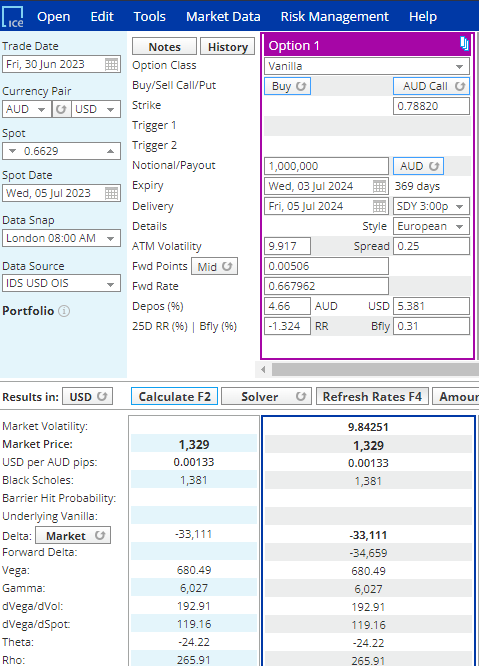 ice Open Edit Tools Market Data Risk Management Help
Trade Date
Fri, 30 Jun 2023
Currency Pair
AUD USD
Spot
0.6629
Spot Date
Wed, 05 Jul 2023
Data Snap
London 08:00 AM
Data Source
IDS USD OIS
Portfolio
Notes History Option 1
Option Class Vanilla
Buy/Sell Call/Put Buy AUD Call
Strike 0.78820
Trigger 1
Trigger 2
Notional/Payout 1,000,000 AUD
Expiry Wed, 03 Jul 2024 369 days
Delivery Fri, 05 Jul 2024 SDY 3:00p
Details Style European
ATM Volatility 9.917 Spread 0.25
Fwd Points Mid 0.00506
Fwd Rate 0.667962
Depos (%) 4.66 AUD USD 5.381
25D RR (%) | Bfly (%) -1.324 RR Bfly 0.31
Results in: USD Calculate F2 Solver Refresh Rates F4 Amoun
Market Volatility: 9.84251
Market Price: 1,329 1,329
USD per AUD pips: 0.00133 0.00133
Black Scholes: 1,381 1,381
Barrier Hit Probability:
Underlying Vanilla:
Delta: Market -33,111 -33,111
Forward Delta: -34,659
Vega: 680.49 680.49
Gamma: 6,027 6,027
dVega/dVol: 192.91 192.91
dVega/dSpot: 119.16 119.16
Theta: -24.22 -24.22
Rho: 265.91 265.91